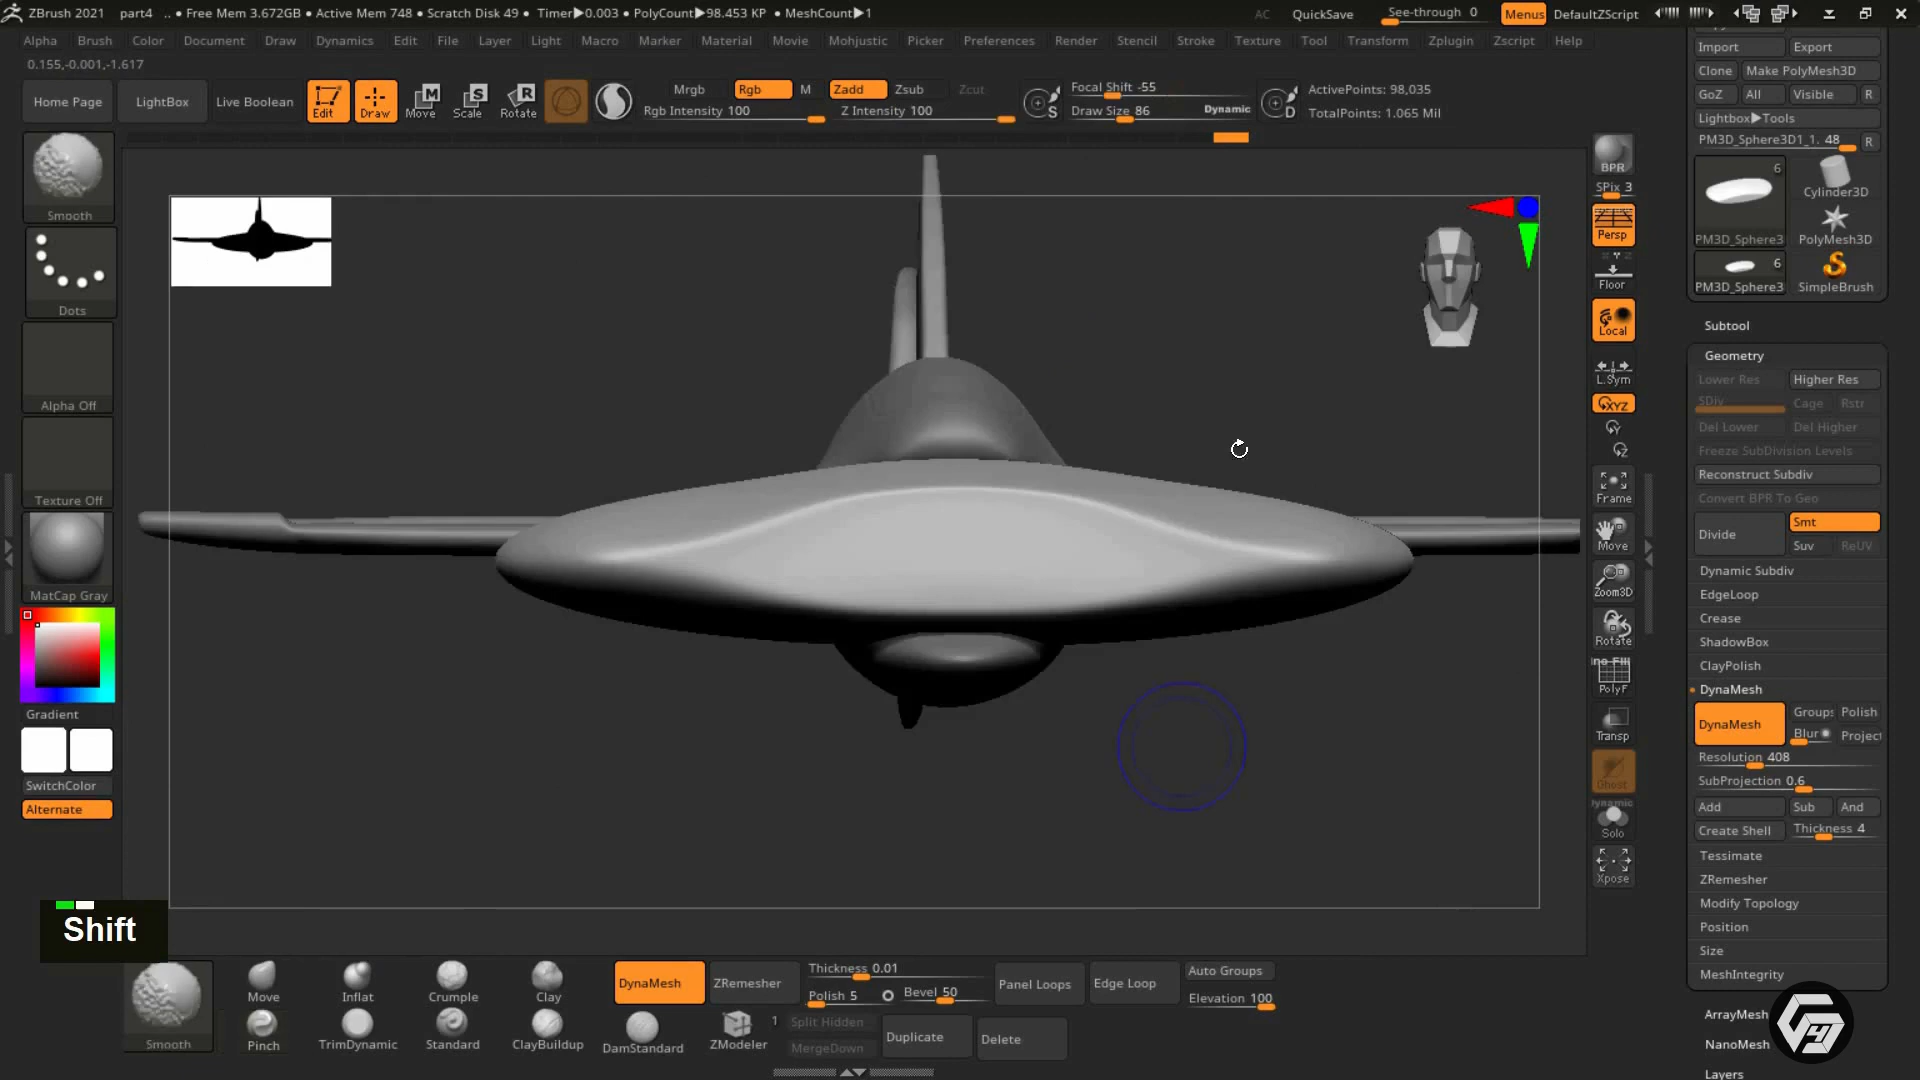 ZBrush 2021 part4 .. • Free Mem 3.672GB • Active Mem 748 • Scratch Disk 49 • Timer▶0.003 • PolyCount▶98.453 KP • MeshCount▶1
AC QuickSave See-through 0 Menus DefaultZScript
Alpha Brush Color Document Draw Dynamics Edit File Layer Light Macro Marker Material Movie Mohjustic Picker Preferences Render Stencil Stroke Texture Tool Transform Zplugin Zscript Help
0.155,-0.001,-1.617
Home Page LightBox Live Boolean Edit Draw Move Scale Rotate
Mrgb Rgb M Zadd Zsub Zcut
Rgb Intensity 100 Z Intensity 100
Focal Shift -55
Draw Size 86 Dynamic
ActivePoints: 98,035
TotalPoints: 1.065 Mil
Smooth
Dots
Alpha Off
Texture Off
MatCap Gray
Gradient
SwitchColor
Alternate
Shift
BPR
SPix 3
Persp
Floor
Local
L.Sym
XYZ
Frame
Move
Zoom3D
Rotate
PolyF
Transp
Ghost
Dynamic
Solo
Xpose
Import Export
Clone Make PolyMesh3D
GoZ All Visible R
Lightbox▶Tools
PM3D_Sphere3D1_1. 48 R
6
Cylinder3D
PM3D_Sphere3 PolyMesh3D
6
PM3D_Sphere3 SimpleBrush
Subtool
Geometry
Lower Res Higher Res
SDiv Cage Rstr
Del Lower Del Higher
Freeze SubDivision Levels
Reconstruct Subdiv
Convert BPR To Geo
Divide Smt
Suv ReUV
Dynamic Subdiv
EdgeLoop
Crease
ShadowBox
ClayPolish
DynaMesh
DynaMesh Groups Polish
Blur Project
Resolution 408
SubProjection 0.6
Add Sub And
Create Shell Thickness 4
Tessimate
ZRemesher
Modify Topology
Position
Size
MeshIntegrity
ArrayMesh
NanoMesh
Layers
Smooth
Move Inflat Crumple Clay
Pinch TrimDynamic Standard ClayBuildup DamStandard ZModeler 1
DynaMesh ZRemesher
Thickness 0.01
Polish 5 Bevel 50
Panel Loops Edge Loop
Auto Groups
Elevation 100
Split Hidden
MergeDown
Duplicate Delete